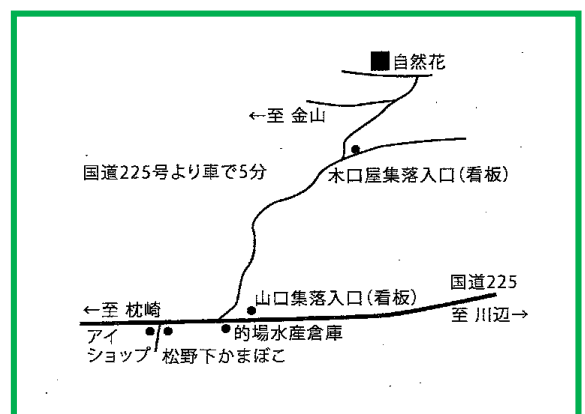 自然花
←至 金山
国道225号より車で5分
木口屋集落入口(看板)
国道225
山口集落入口(看板)
←至 枕崎
至 川辺→
アイ
ショップ
松野下かまぼこ
的場水産倉庫